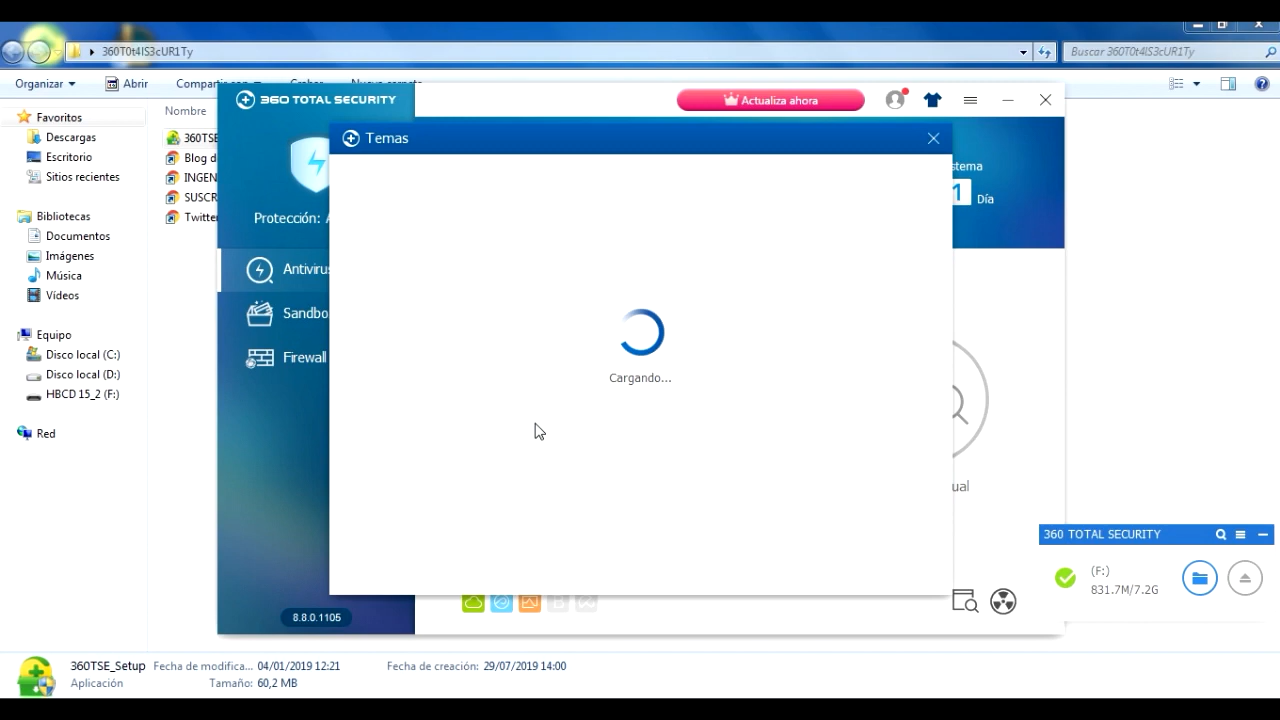 360T0t4lS3cUR1Ty
Buscar 360T0t4lS3cUR1Ty
Organizar
Abrir
Nombre
Favoritos
Descargas
Escritorio
Sitios recientes
Bibliotecas
Documentos
Imágenes
Música
Vídeos
Equipo
Disco local (C:)
Disco local (D:)
HBCD 15_2 (F:)
Red
360TSE
Blog d
INGEN
SUSCR
Twitte
360 TOTAL SECURITY
Actualiza ahora
Temas
Protección: A
stema
1 Día
Antivirus
Sandbo
Firewall
Cargando...
ual
8.8.0.1105
360 TOTAL SECURITY
(F:)
831.7M/7.2G
360TSE_Setup Fecha de modifica... 04/01/2019 12:21 Fecha de creación: 29/07/2019 14:00
Aplicación Tamaño: 60,2 MB